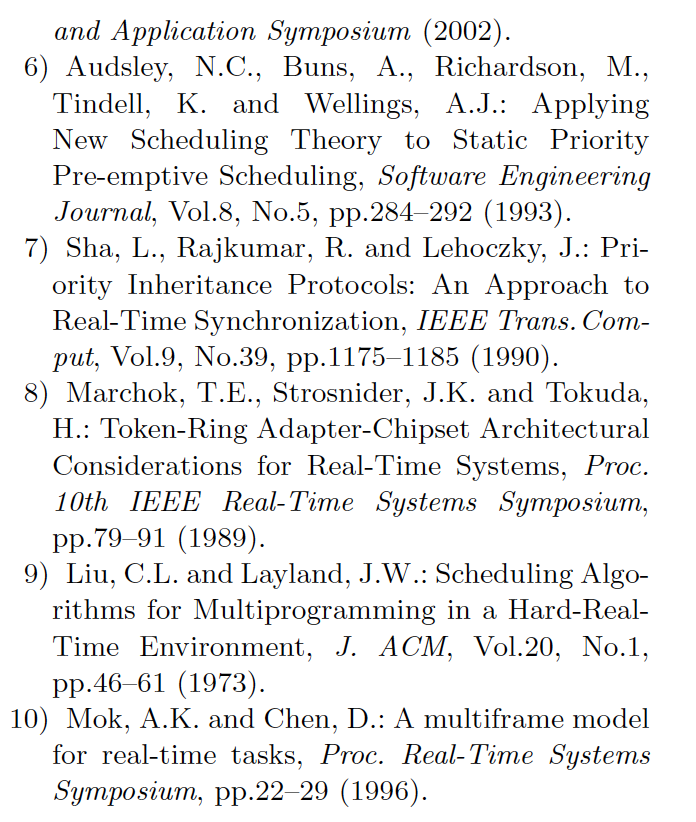 and Application Symposium (2002).
6) Audsley, N.C., Buns, A., Richardson, M.,
Tindell, K. and Wellings, A.J.: Applying
New Scheduling Theory to Static Priority
Pre-emptive Scheduling, Software Engineering
Journal, Vol.8, No.5, pp.284–292 (1993).
7) Sha, L., Rajkumar, R. and Lehoczky, J.: Pri-
ority Inheritance Protocols: An Approach to
Real-Time Synchronization, IEEE Trans. Com-
put, Vol.9, No.39, pp.1175–1185 (1990).
8) Marchok, T.E., Strosnider, J.K. and Tokuda,
H.: Token-Ring Adapter-Chipset Architectural
Considerations for Real-Time Systems, Proc.
10th IEEE Real-Time Systems Symposium,
pp.79–91 (1989).
9) Liu, C.L. and Layland, J.W.: Scheduling Algo-
rithms for Multiprogramming in a Hard-Real-
Time Environment, J. ACM, Vol.20, No.1,
pp.46–61 (1973).
10) Mok, A.K. and Chen, D.: A multiframe model
for real-time tasks, Proc. Real-Time Systems
Symposium, pp.22–29 (1996).